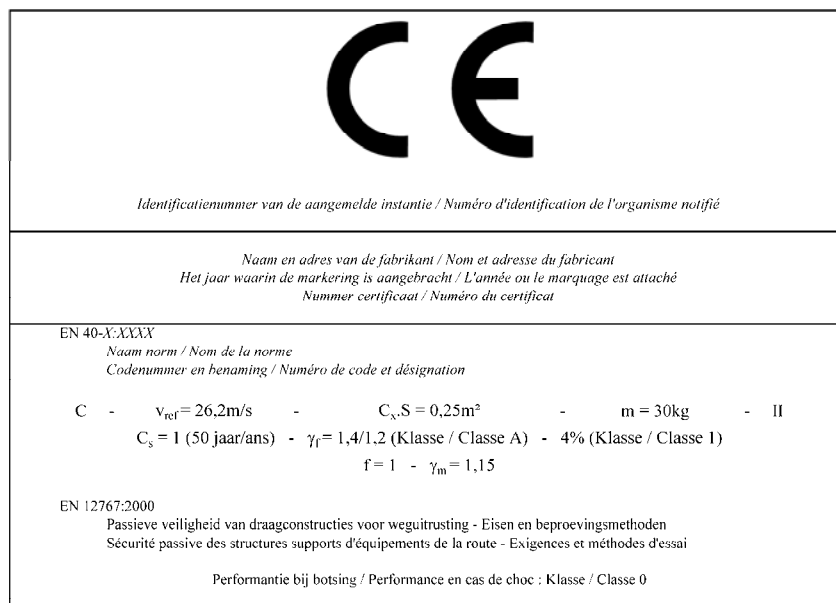 CE
Identificatienummer van de aangemelde instantie / Numéro d'identification de l'organisme notifié
Naam en adres van de fabrikant / Nom et adresse du fabricant
Het jaar waarin de markering is aangebracht / L'année ou le marquage est attaché
Nummer certificaat / Numéro du certificat
EN 40-X:XXXX
Naam norm / Nom de la norme
Codenummer en benaming / Numéro de code et désignation
C - v_ref = 26,2m/s - C_x.S = 0,25m² - m = 30kg - II
C_s = 1 (50 jaar/ans) - γ_f = 1,4/1,2 (Klasse / Classe A) - 4% (Klasse / Classe 1)
f = 1 - γ_m = 1,15
EN 12767:2000
Passieve veiligheid van draagconstructies voor weguitrusting - Eisen en beproevingsmethoden
Sécurité passive des structures supports d'équipements de la route - Exigences et méthodes d'essai
Performantie bij botsing / Performance en cas de choc : Klasse / Classe 0